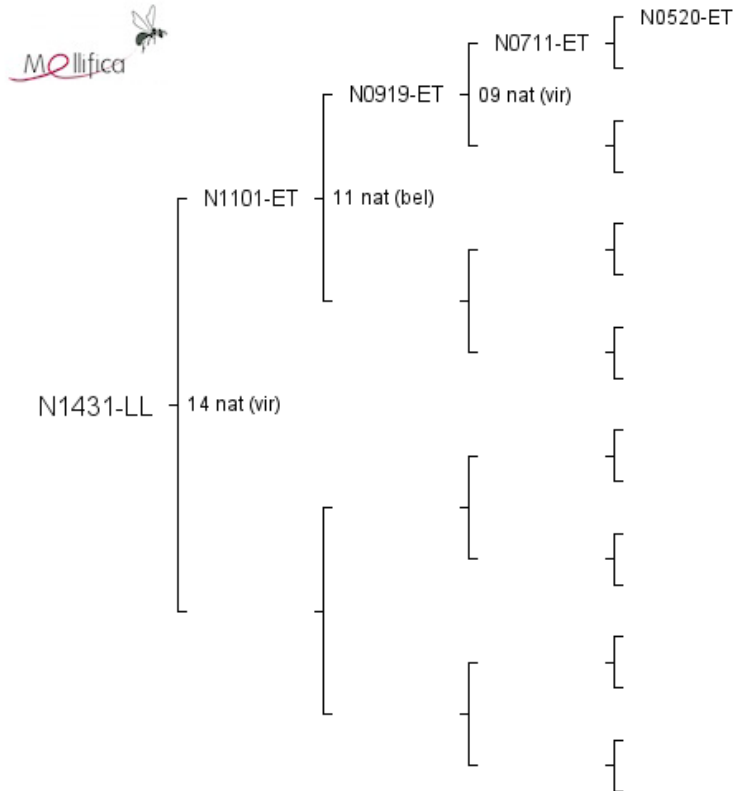 Mellifica
N0520-ET
N0711-ET
N0919-ET
09 nat (vir)
N1101-ET
11 nat (bel)
N1431-LL
14 nat (vir)